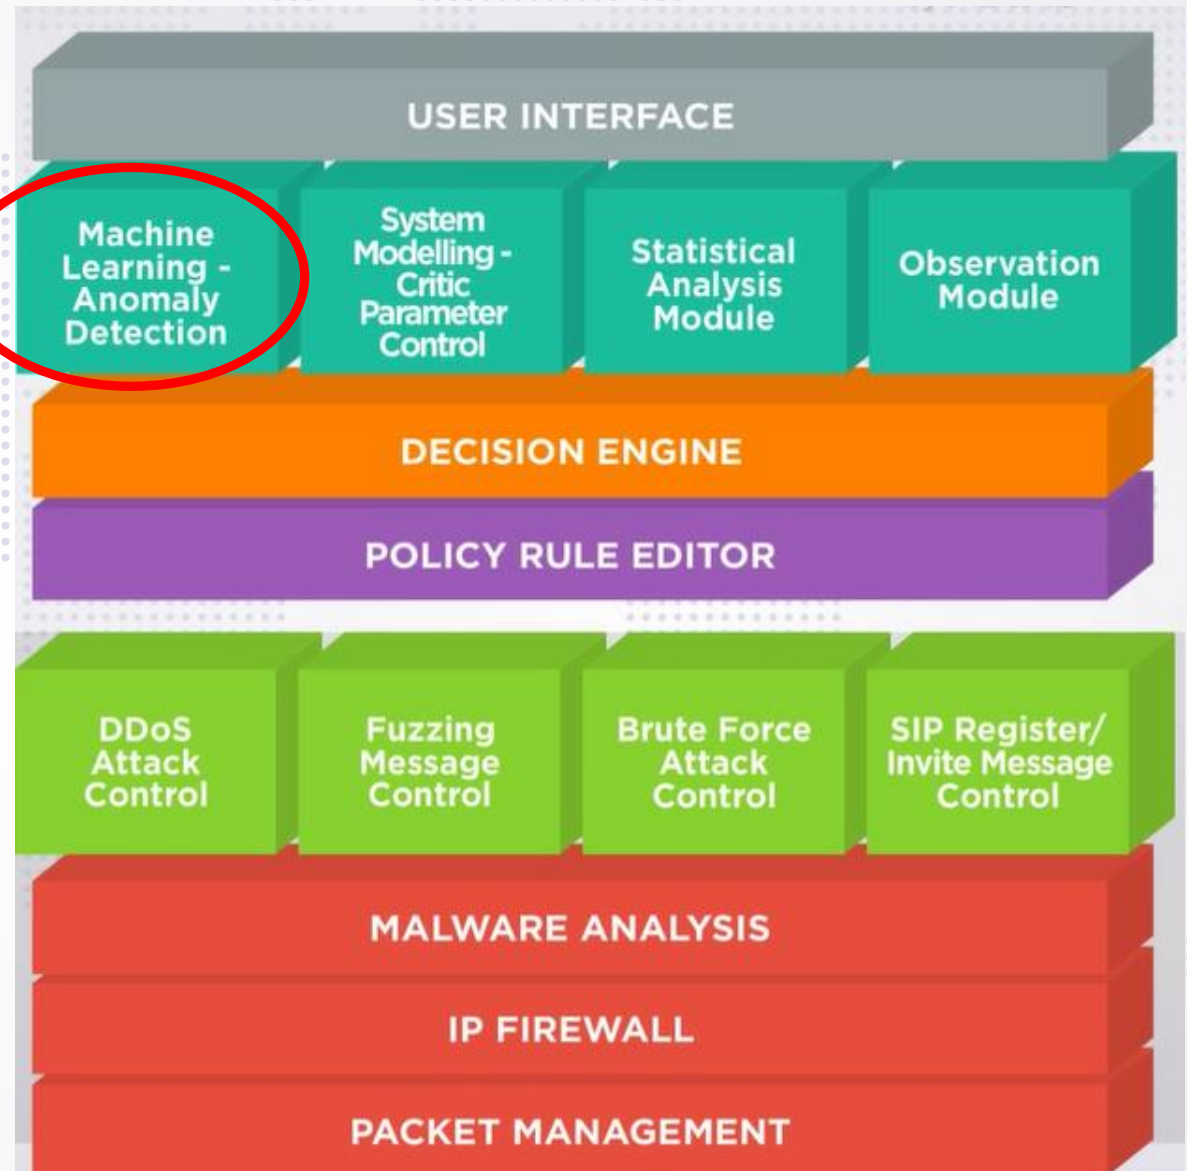 USER INTERFACE
Machine
Learning -
Anomaly
Detection
System
Modelling -
Critic
Parameter
Control
Statistical
Analysis
Module
Observation
Module
DECISION ENGINE
POLICY RULE EDITOR
DDoS
Attack
Control
Fuzzing
Message
Control
Brute Force
Attack
Control
SIP Register/
Invite Message
Control
MALWARE ANALYSIS
IP FIREWALL
PACKET MANAGEMENT